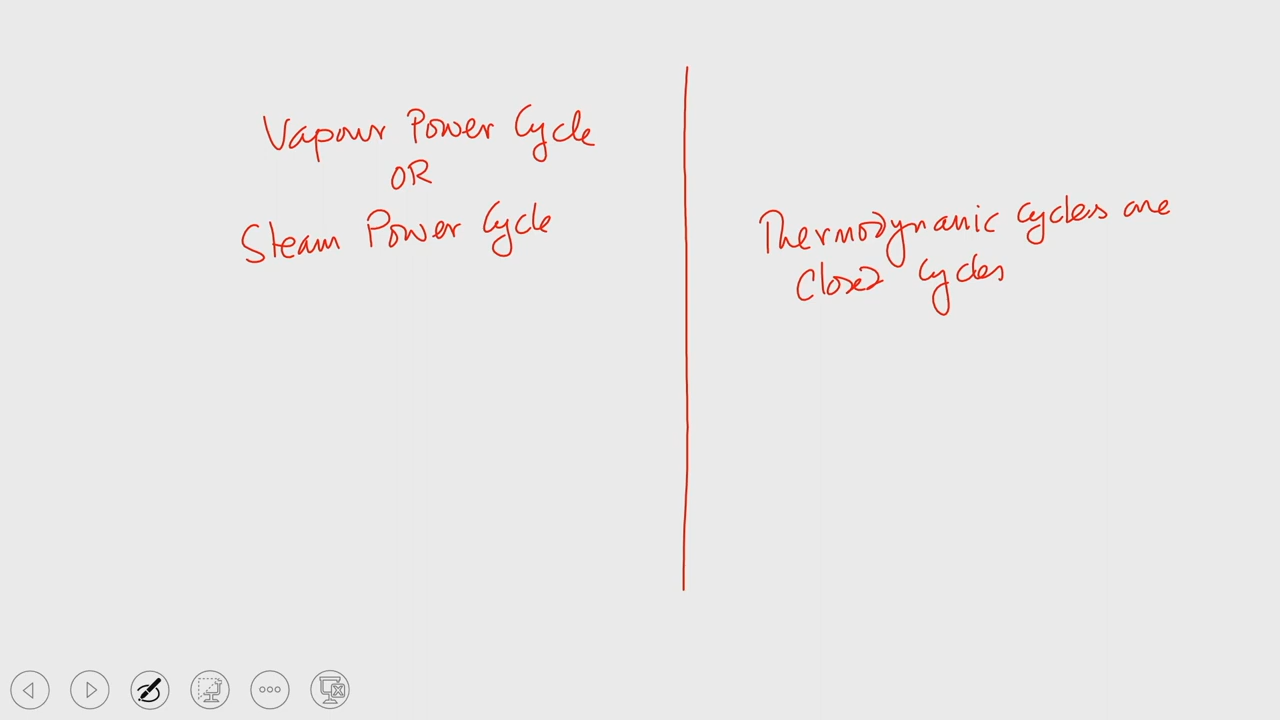 Vapour Power Cycle
OR
Steam Power Cycle
Thermodynamic cycles are
Closed cycles